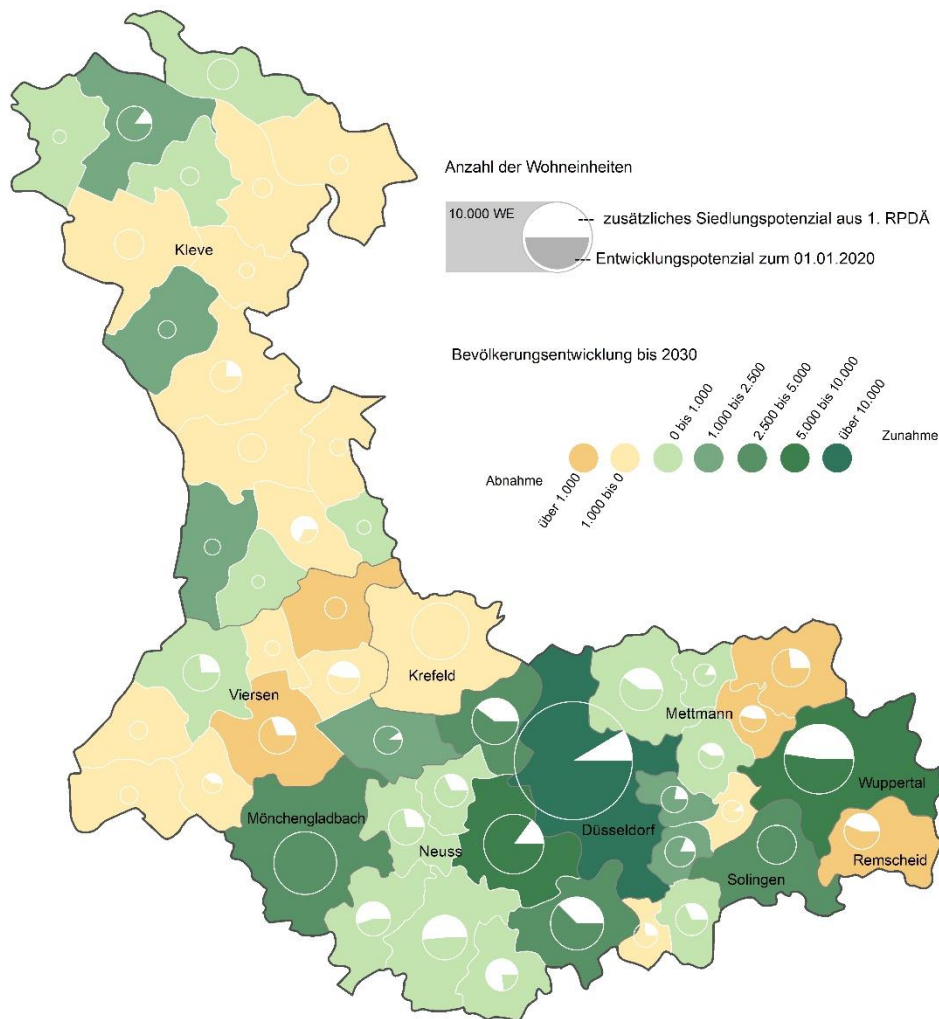 Anzahl der Wohneinheiten
10.000 WE
zusätzliches Siedlungspotenzial aus 1. RPDÄ
Entwicklungspotenzial zum 01.01.2020
Kleve
Bevölkerungsentwicklung bis 2030
0 bis 1.000
1.000 bis 2.500
2.500 bis 5.000
5.000 bis 10.000
über 10.000
Zunahme
Abnahme
über 1.000
1.000 bis 0
Krefeld
Viersen
Mettmann
Wuppertal
Mönchengladbach
Düsseldorf
Neuss
Remscheid
Solingen